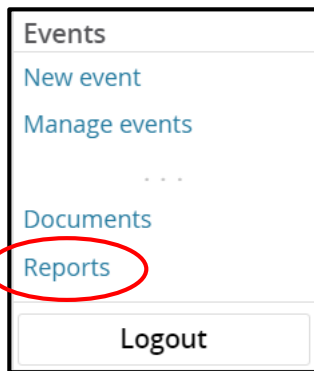 Events
New event
Manage events
. . .
Documents
Reports
Logout